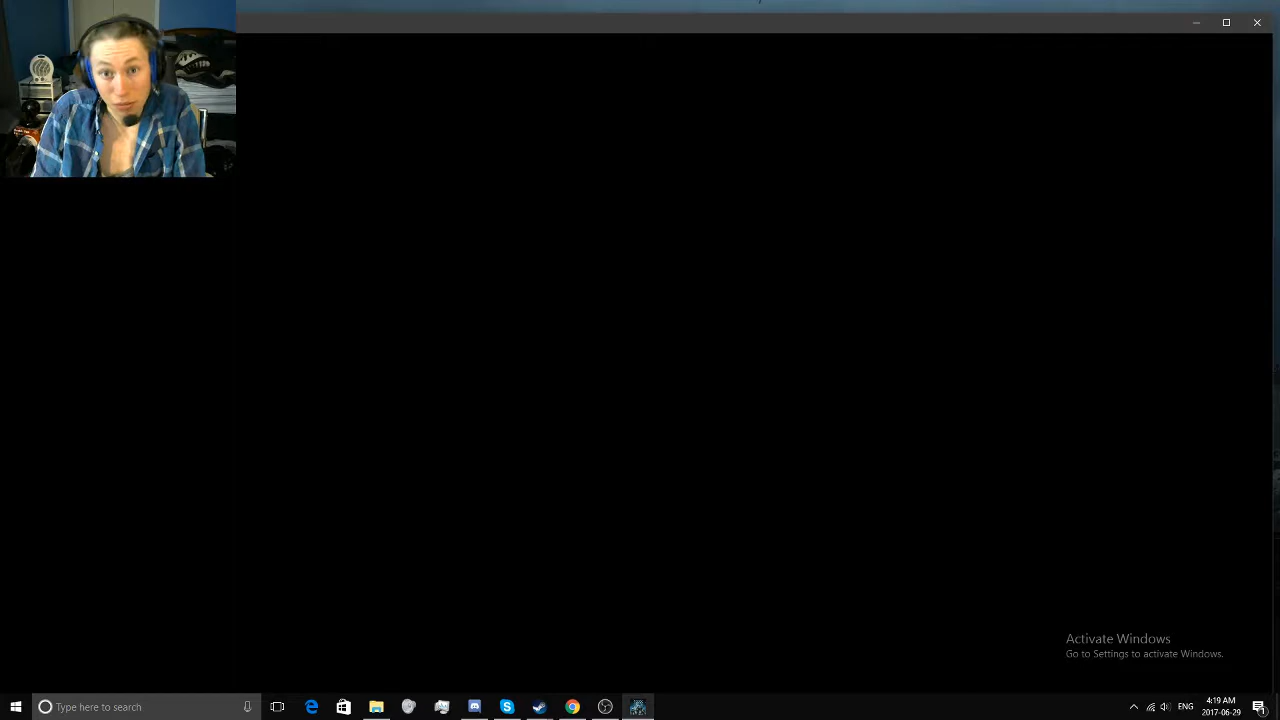 Activate Windows
Go to Settings to activate Windows.
Type here to search
ENG
4:19 AM
2017-06-29